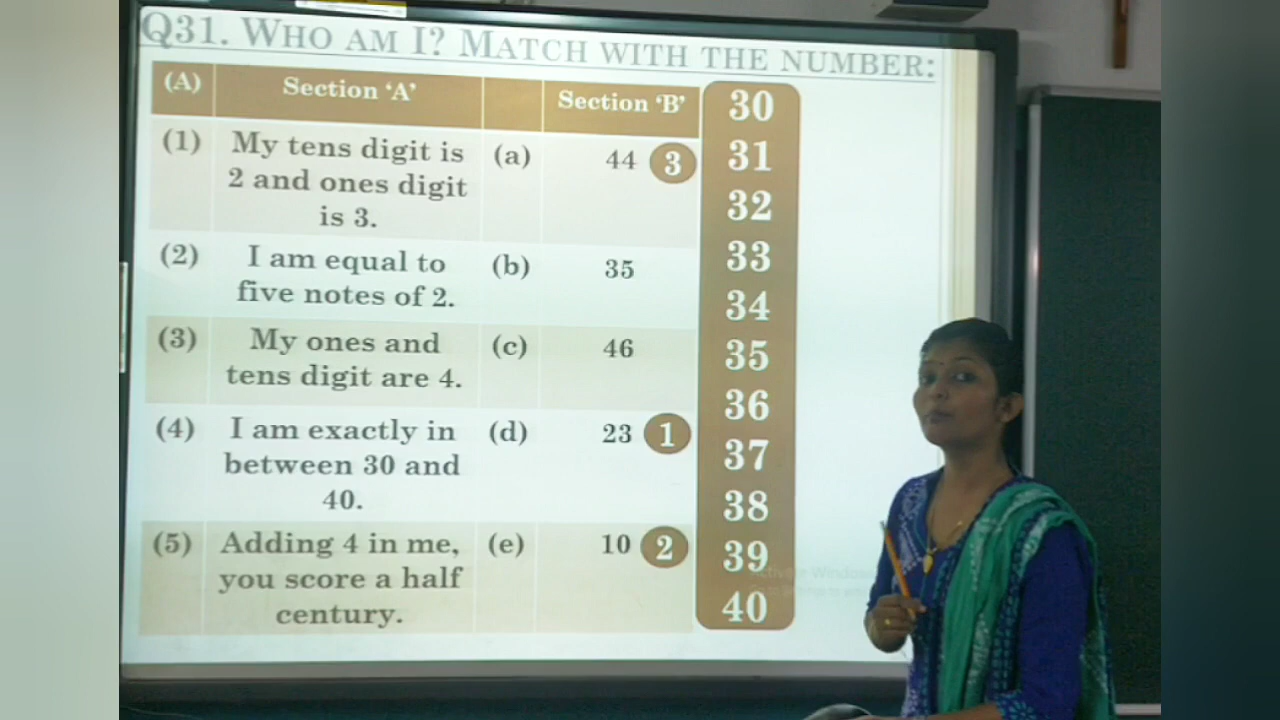 Q31. WHO AM I? MATCH WITH THE NUMBER:
(A) Section 'A' Section 'B'
(1) My tens digit is 2 and ones digit is 3. (a) 44 3
(2) I am equal to five notes of 2. (b) 35
(3) My ones and tens digit are 4. (c) 46
(4) I am exactly in between 30 and 40. (d) 23 1
(5) Adding 4 in me, you score a half century. (e) 10 2
30
31
32
33
34
35
36
37
38
39
40
Activate Windows